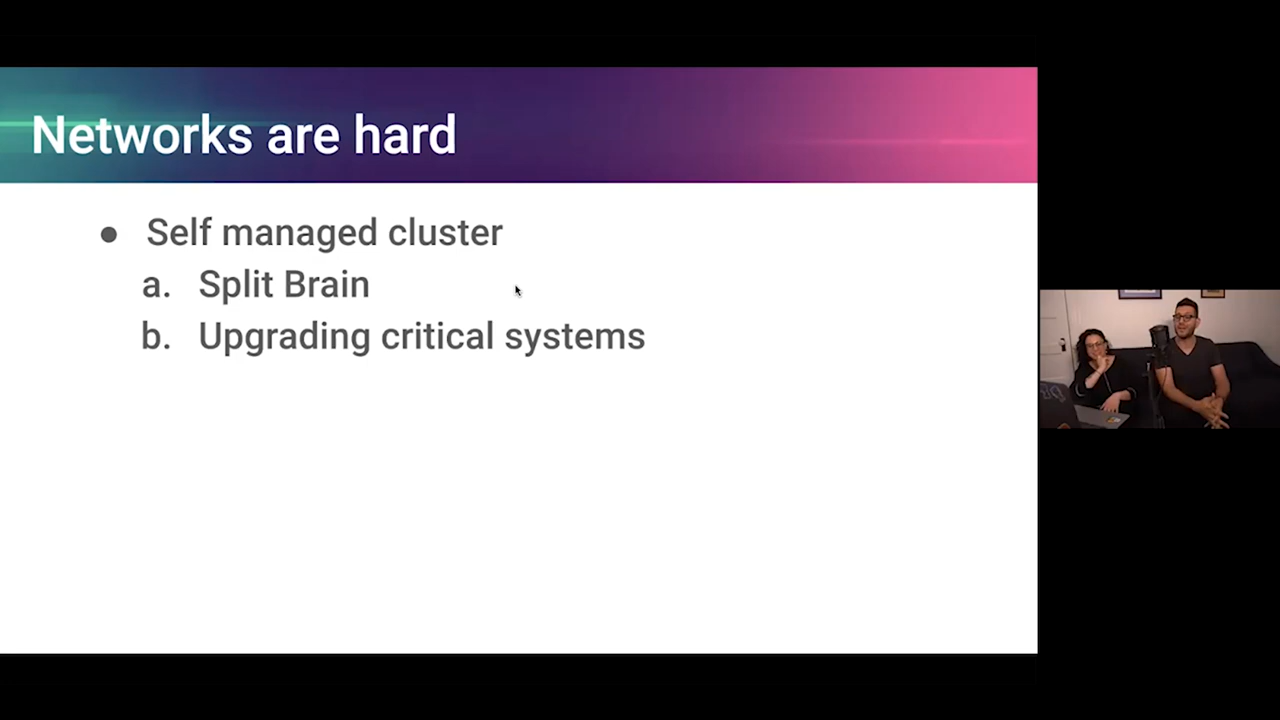 Networks are hard
● Self managed cluster
a. Split Brain
b. Upgrading critical systems